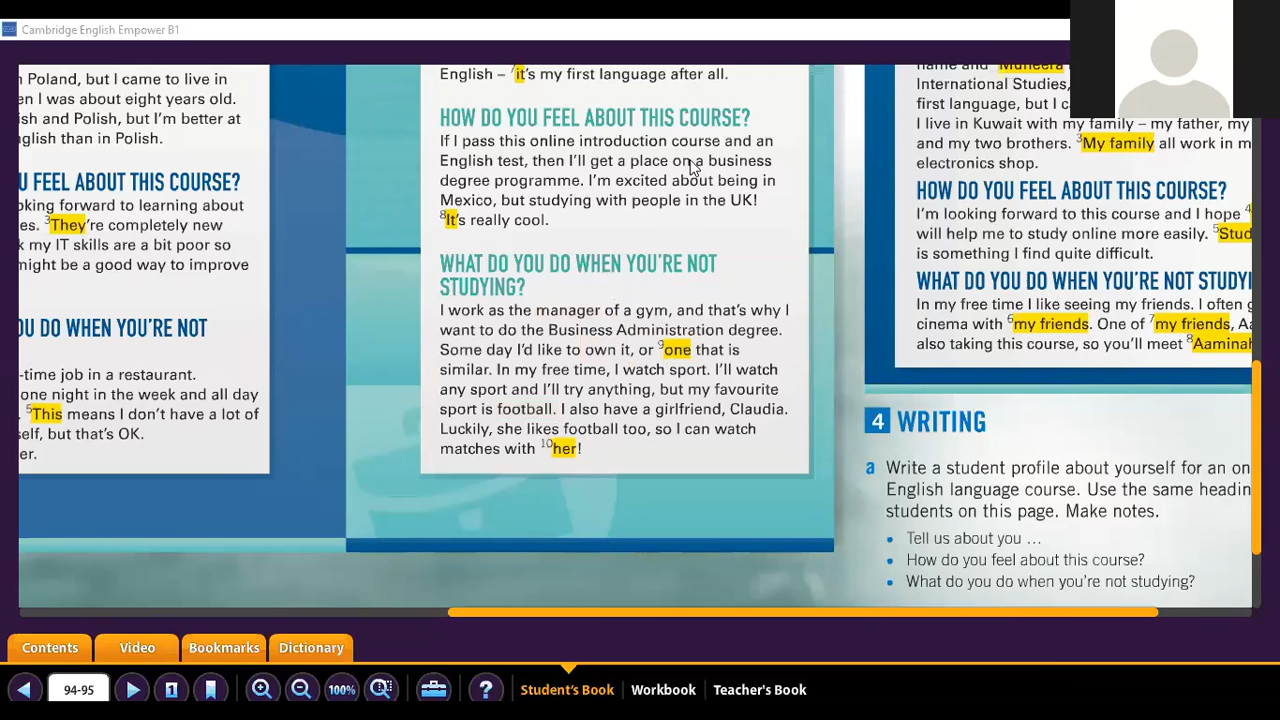 Cambridge English Empower B1
n Poland, but I came to live in
en I was about eight years old.
ish and Polish, but I'm better at
nglish than in Polish.
U FEEL ABOUT THIS COURSE?
oking forward to learning about
es. 3They're completely new
k my IT skills are a bit poor so
might be a good way to improve
OU DO WHEN YOU'RE NOT
-time job in a restaurant.
one night in the week and all day
. 5This means I don't have a lot of
self, but that's OK.
er.
English – 7it's my first language after all.
HOW DO YOU FEEL ABOUT THIS COURSE?
If I pass this online introduction course and an
English test, then I'll get a place on a business
degree programme. I'm excited about being in
Mexico, but studying with people in the UK!
8It's really cool.
WHAT DO YOU DO WHEN YOU'RE NOT
STUDYING?
I work as the manager of a gym, and that's why I
want to do the Business Administration degree.
Some day I'd like to own it, or 9one that is
similar. In my free time, I watch sport. I'll watch
any sport and I'll try anything, but my favourite
sport is football. I also have a girlfriend, Claudia.
Luckily, she likes football too, so I can watch
matches with 10her!
name and Muneera
International Studies,
first language, but I c
I live in Kuwait with my family – my father, my
and my two brothers. 3My family all work in m
electronics shop.
HOW DO YOU FEEL ABOUT THIS COURSE?
I'm looking forward to this course and I hope 4
will help me to study online more easily. 5Stud
is something I find quite difficult.
WHAT DO YOU DO WHEN YOU'RE NOT STUDYI
In my free time I like seeing my friends. I often g
cinema with 6my friends. One of 7my friends, Aa
also taking this course, so you'll meet 8Aaminah
4 WRITING
a Write a student profile about yourself for an on
English language course. Use the same headin
students on this page. Make notes.
• Tell us about you …
• How do you feel about this course?
• What do you do when you're not studying?
Contents Video Bookmarks Dictionary
94-95 1 100% ? Student's Book Workbook Teacher's Book